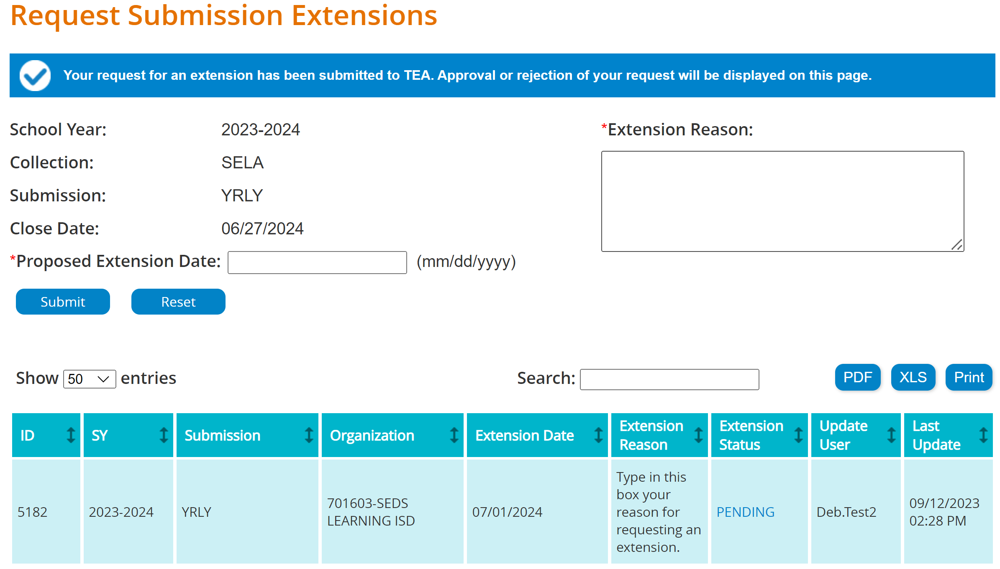 Request Submission Extensions
Your request for an extension has been submitted to TEA. Approval or rejection of your request will be displayed on this page.
School Year: 2023-2024
Collection: SELA
Submission: YRLY
Close Date: 06/27/2024
*Proposed Extension Date: (mm/dd/yyyy)
*Extension Reason:
Submit Reset
Show 50 entries Search: PDF XLS Print
ID SY Submission Organization Extension Date Extension Reason Extension Status Update User Last Update
5182 2023-2024 YRLY 701603-SEDS LEARNING ISD 07/01/2024 Type in this box your reason for requesting an extension. PENDING Deb.Test2 09/12/2023 02:28 PM